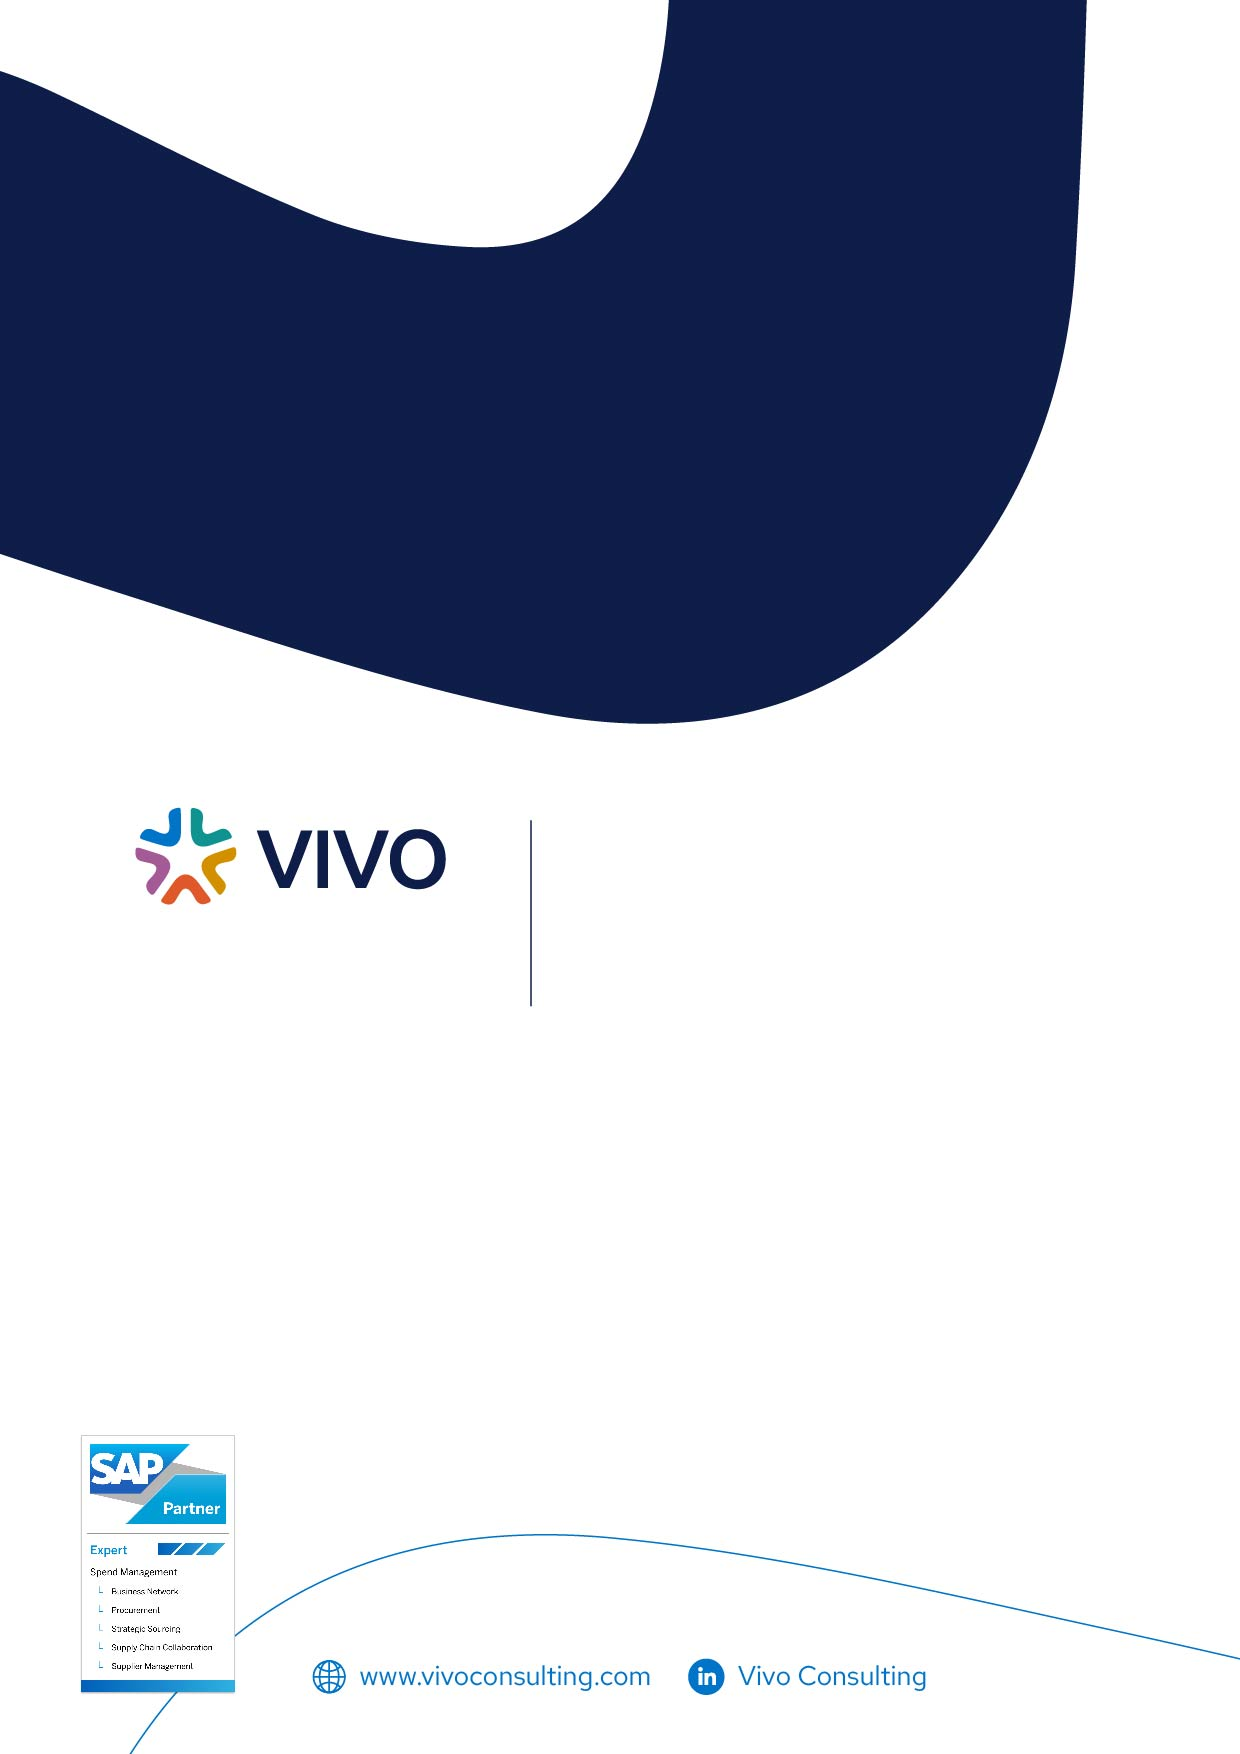 VIVO
SAP
Partner
Expert
Spend Management
Business Network
Procurement
Strategic Sourcing
Supply Chain Collaboration
Supplier Management
www.vivoconsulting.com
in Vivo Consulting